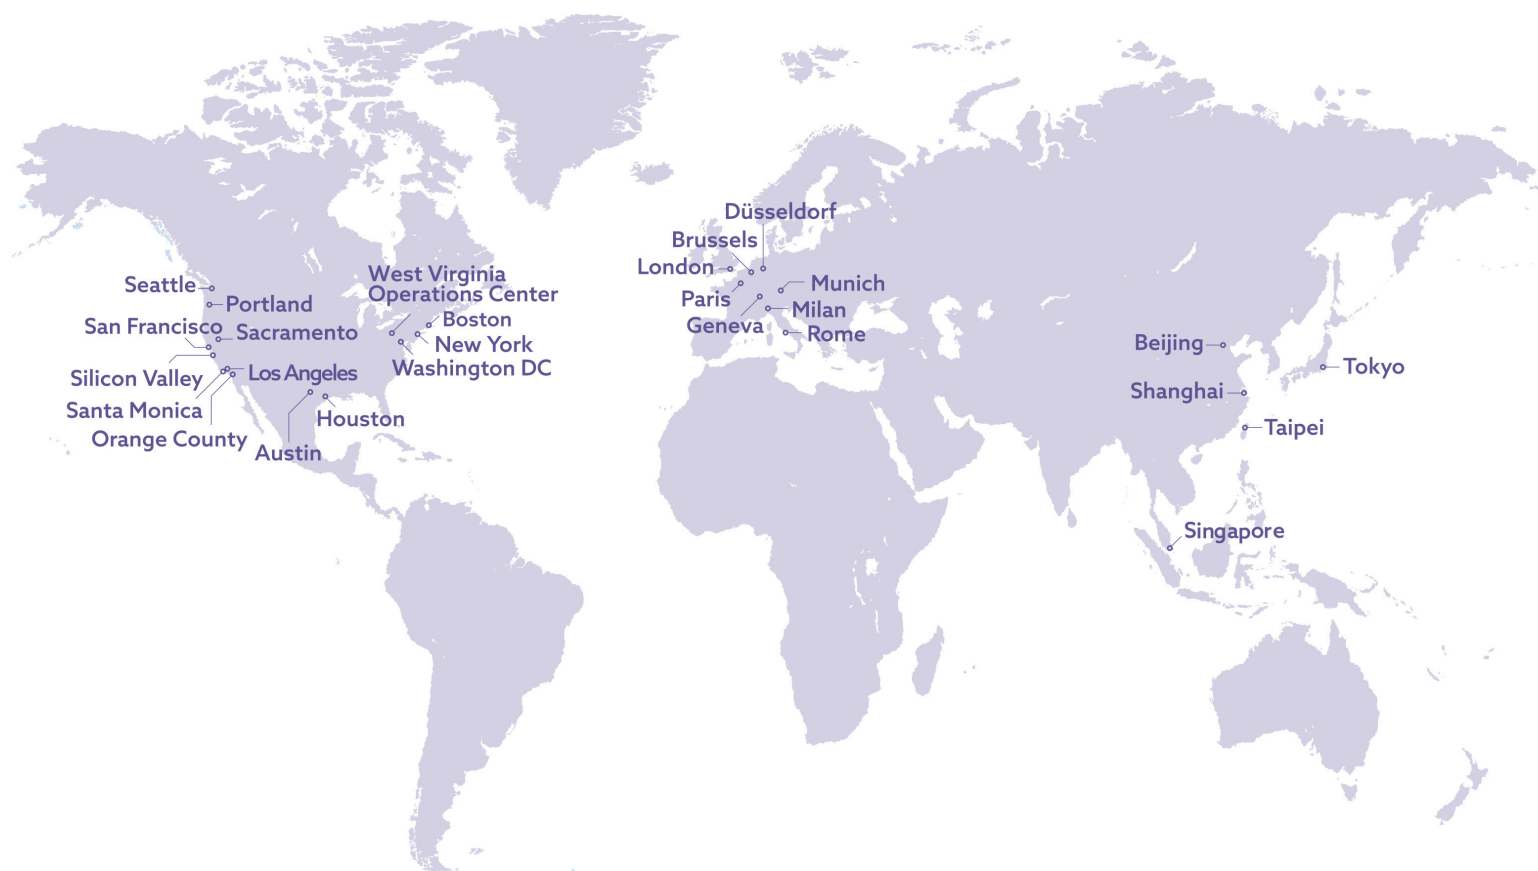 Düsseldorf
Brussels
London
Paris
Geneva
Munich
Milan
Rome
West Virginia
Operations Center
Boston
New York
Washington DC
Seattle
Portland
San Francisco
Sacramento
Silicon Valley
Los Angeles
Santa Monica
Orange County
Houston
Austin
Beijing
Tokyo
Shanghai
Taipei
Singapore